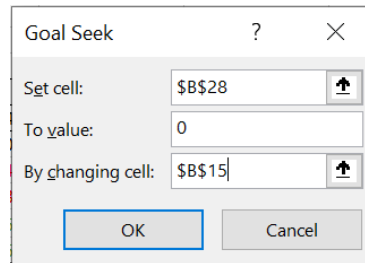 Goal Seek ? ×
Set cell: $B$28
To value: 0
By changing cell: $B$15
OK Cancel